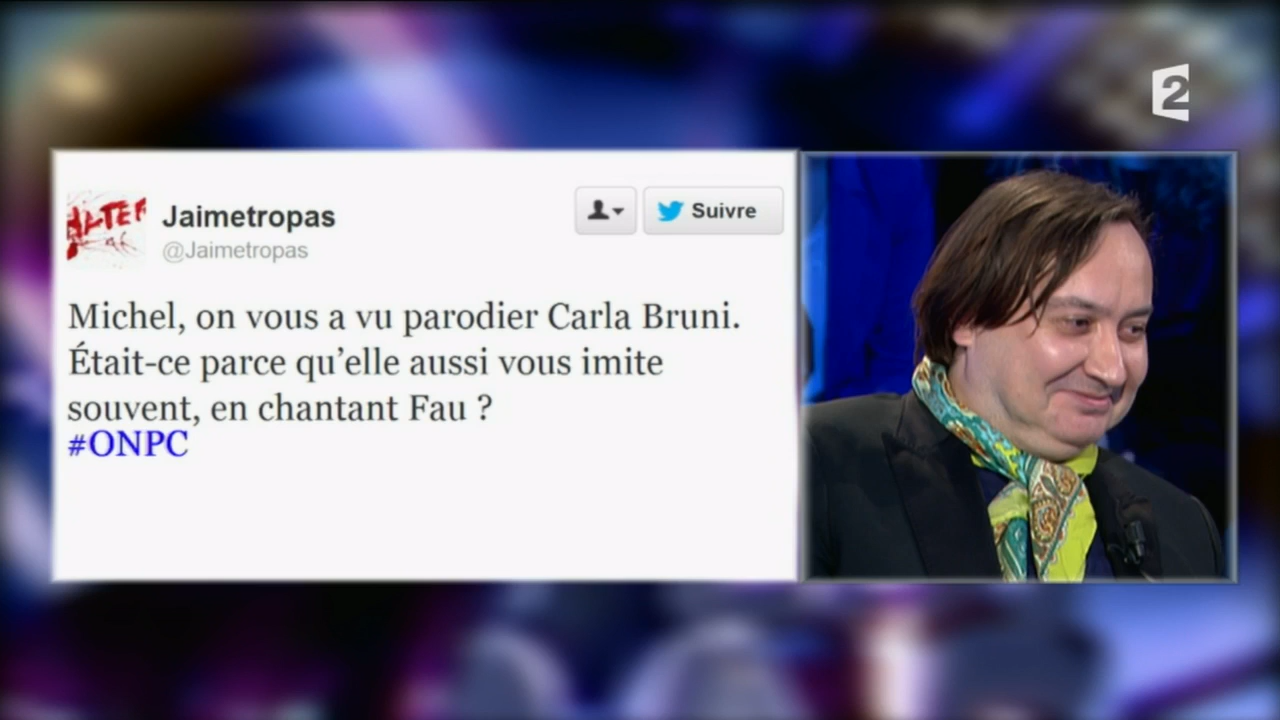 2
ALTER
Jaimetropas
@Jaimetropas
Suivre
Michel, on vous a vu parodier Carla Bruni.
Était-ce parce qu’elle aussi vous imite
souvent, en chantant Fau ?
#ONPC